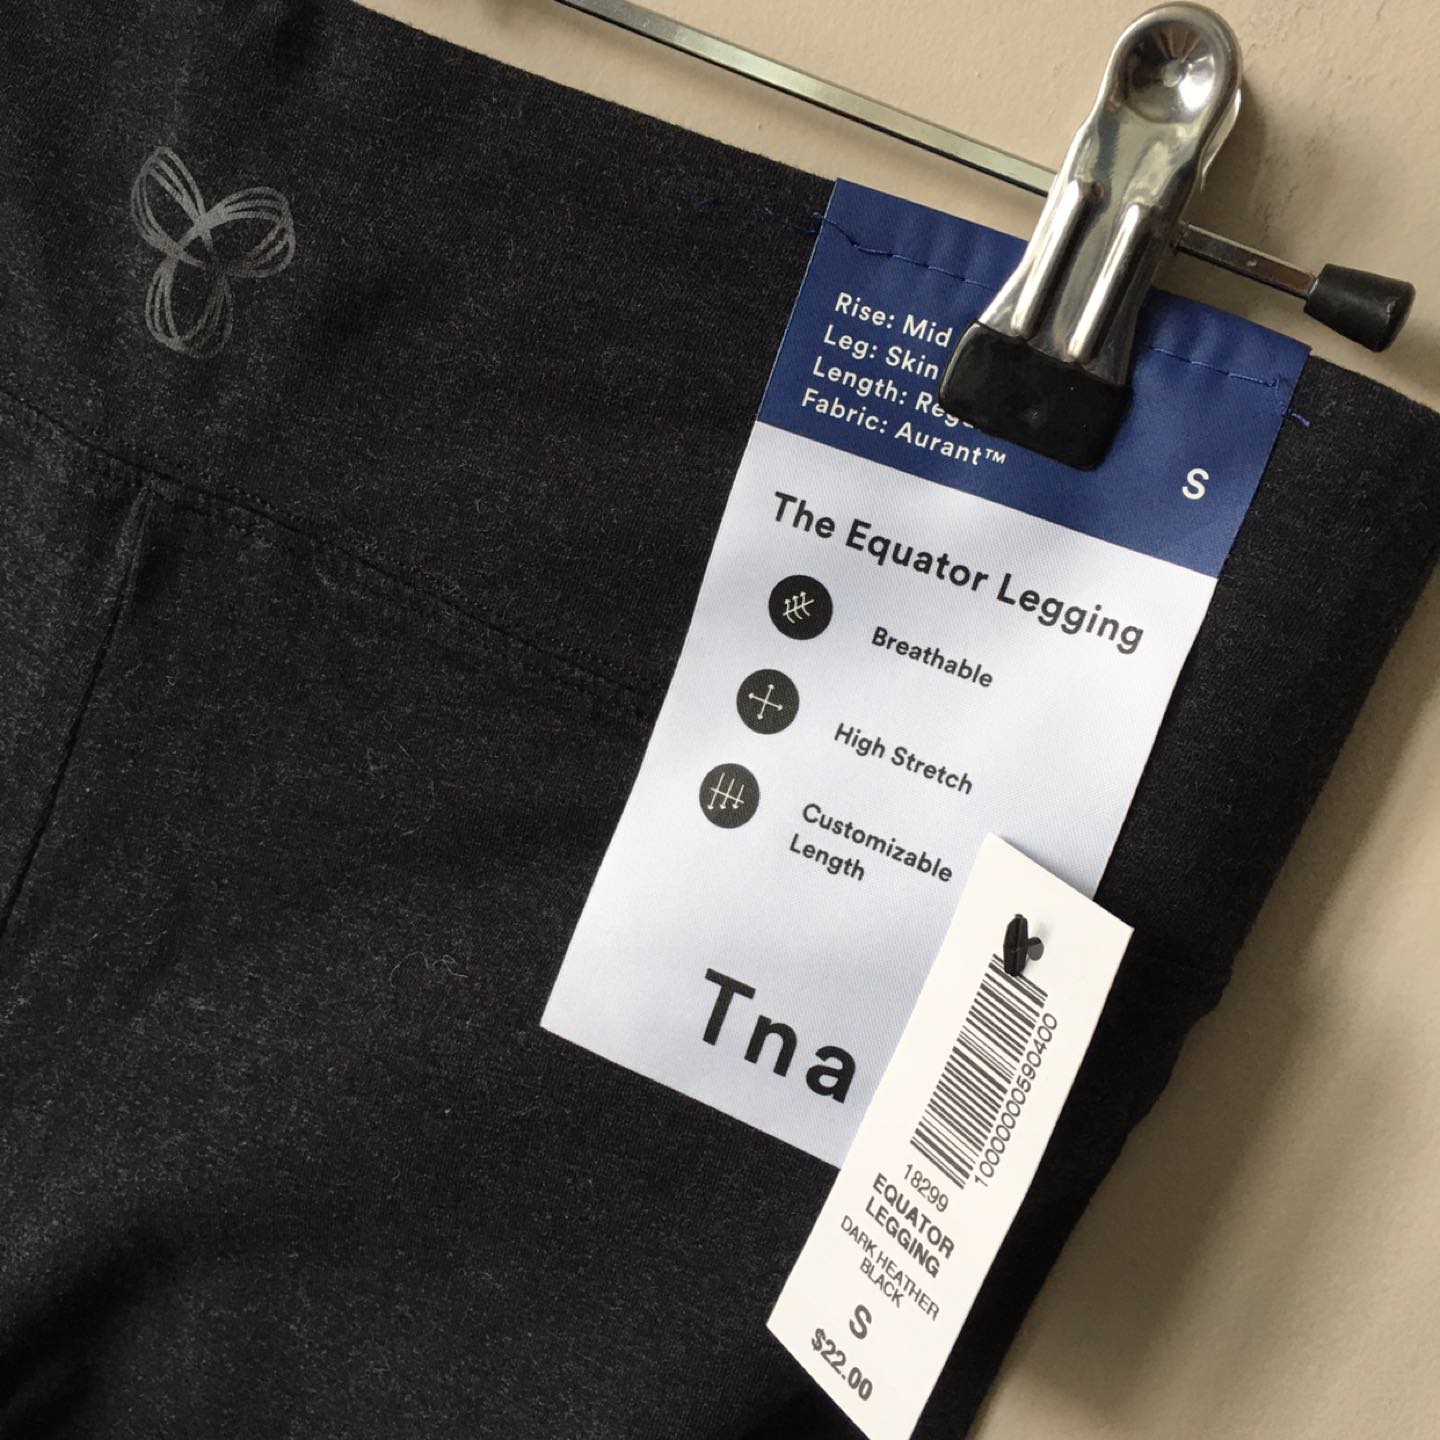 Rise: Mid
Leg: Skin
Length: Regu
Fabric: Aurant™
S
The Equator Legging
Breathable
High Stretch
Customizable
Length
Tna
1000000590400
18299
EQUATOR
LEGGING
DARK HEATHER
BLACK
S
$22.00